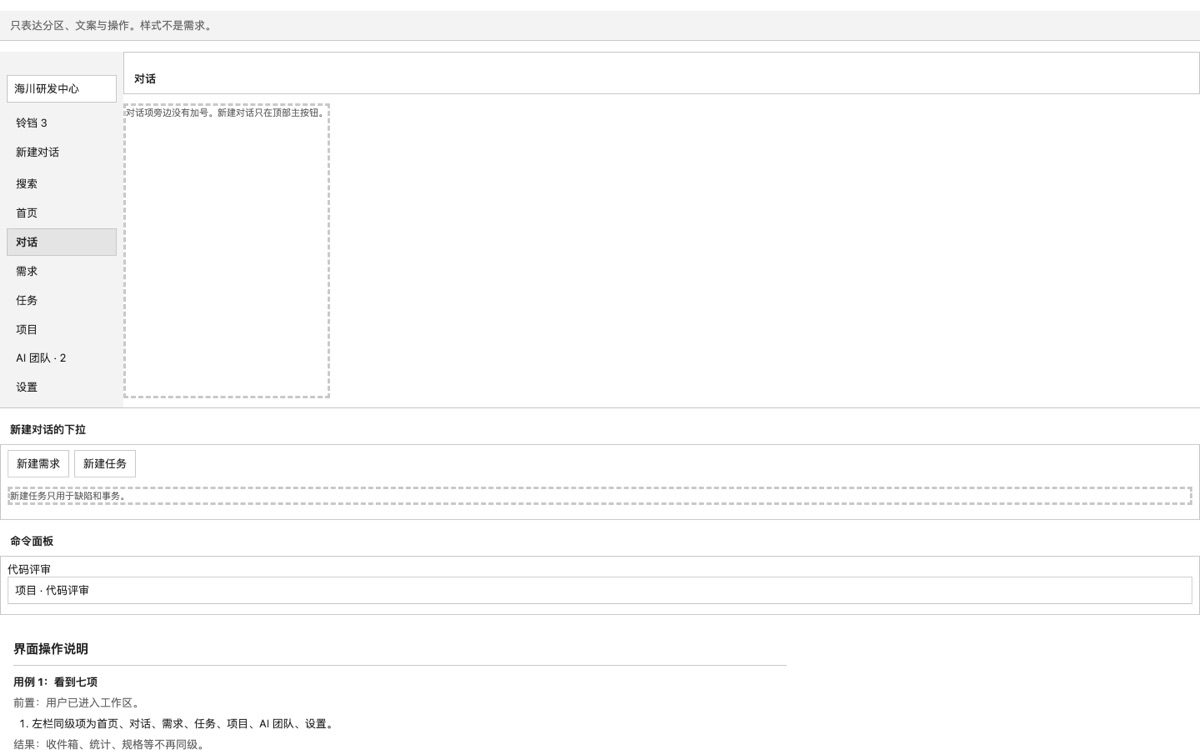 只表达分区、文案与操作。样式不是需求。
海川研发中心
铃铛 3
新建对话
搜索
首页
对话
需求
任务
项目
AI 团队 · 2
设置
对话
对话项旁边没有加号。新建对话只在顶部主按钮。
新建对话的下拉
新建需求
新建任务
新建任务只用于缺陷和事务。
命令面板
代码评审
项目 · 代码评审
界面操作说明
用例 1：看到七项
前置：用户已进入工作区。
1. 左栏同级项为首页、对话、需求、任务、项目、AI 团队、设置。
结果：收件箱、统计、规格等不再同级。